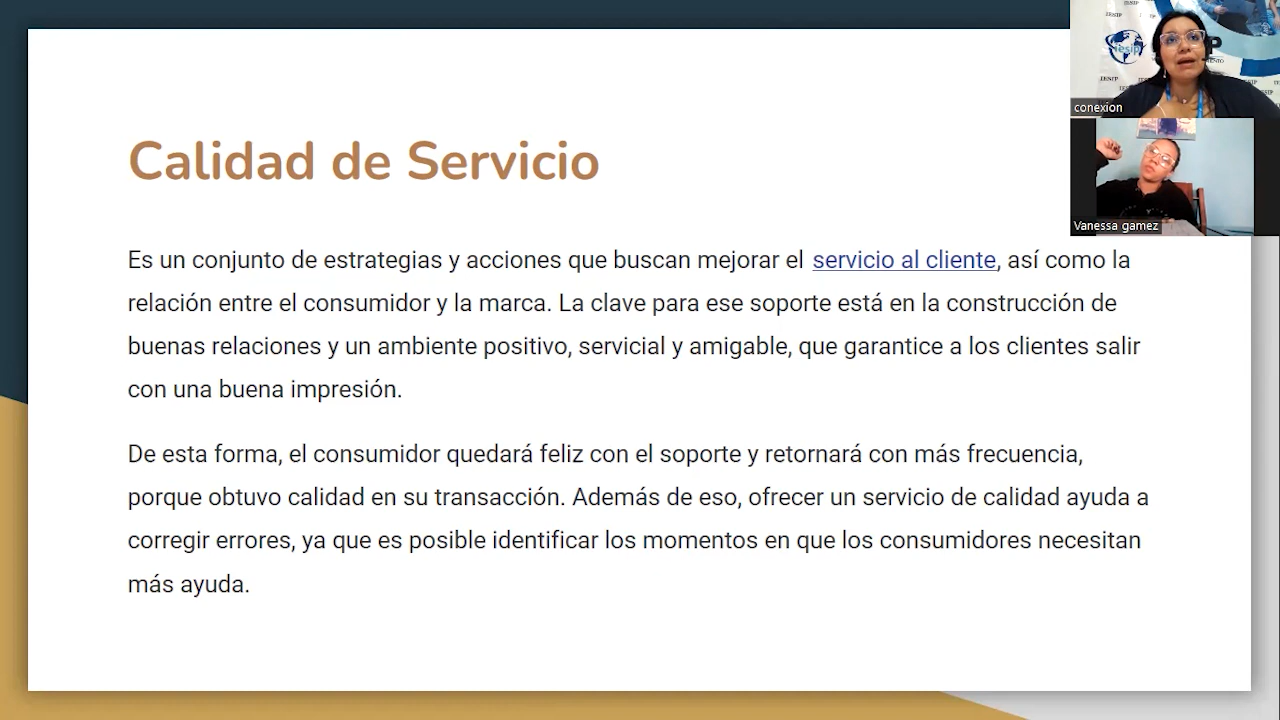 Calidad de Servicio
Es un conjunto de estrategias y acciones que buscan mejorar el servicio al cliente, así como la
relación entre el consumidor y la marca. La clave para ese soporte está en la construcción de
buenas relaciones y un ambiente positivo, servicial y amigable, que garantice a los clientes salir
con una buena impresión.
De esta forma, el consumidor quedará feliz con el soporte y retornará con más frecuencia,
porque obtuvo calidad en su transacción. Además de eso, ofrecer un servicio de calidad ayuda a
corregir errores, ya que es posible identificar los momentos en que los consumidores necesitan
más ayuda.
IESIP
iesip
IESIP
conexion
Vanessa gamez